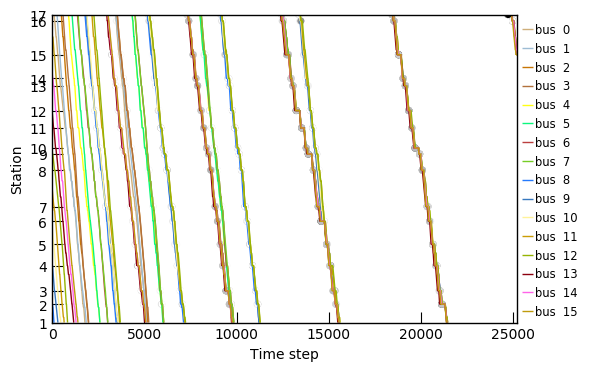 17
16
15
14
13
12
11
10
9
8
7
6
5
4
3
2
1
Station
0 5000 10000 15000 20000 25000
Time step
bus 0
bus 1
bus 2
bus 3
bus 4
bus 5
bus 6
bus 7
bus 8
bus 9
bus 10
bus 11
bus 12
bus 13
bus 14
bus 15